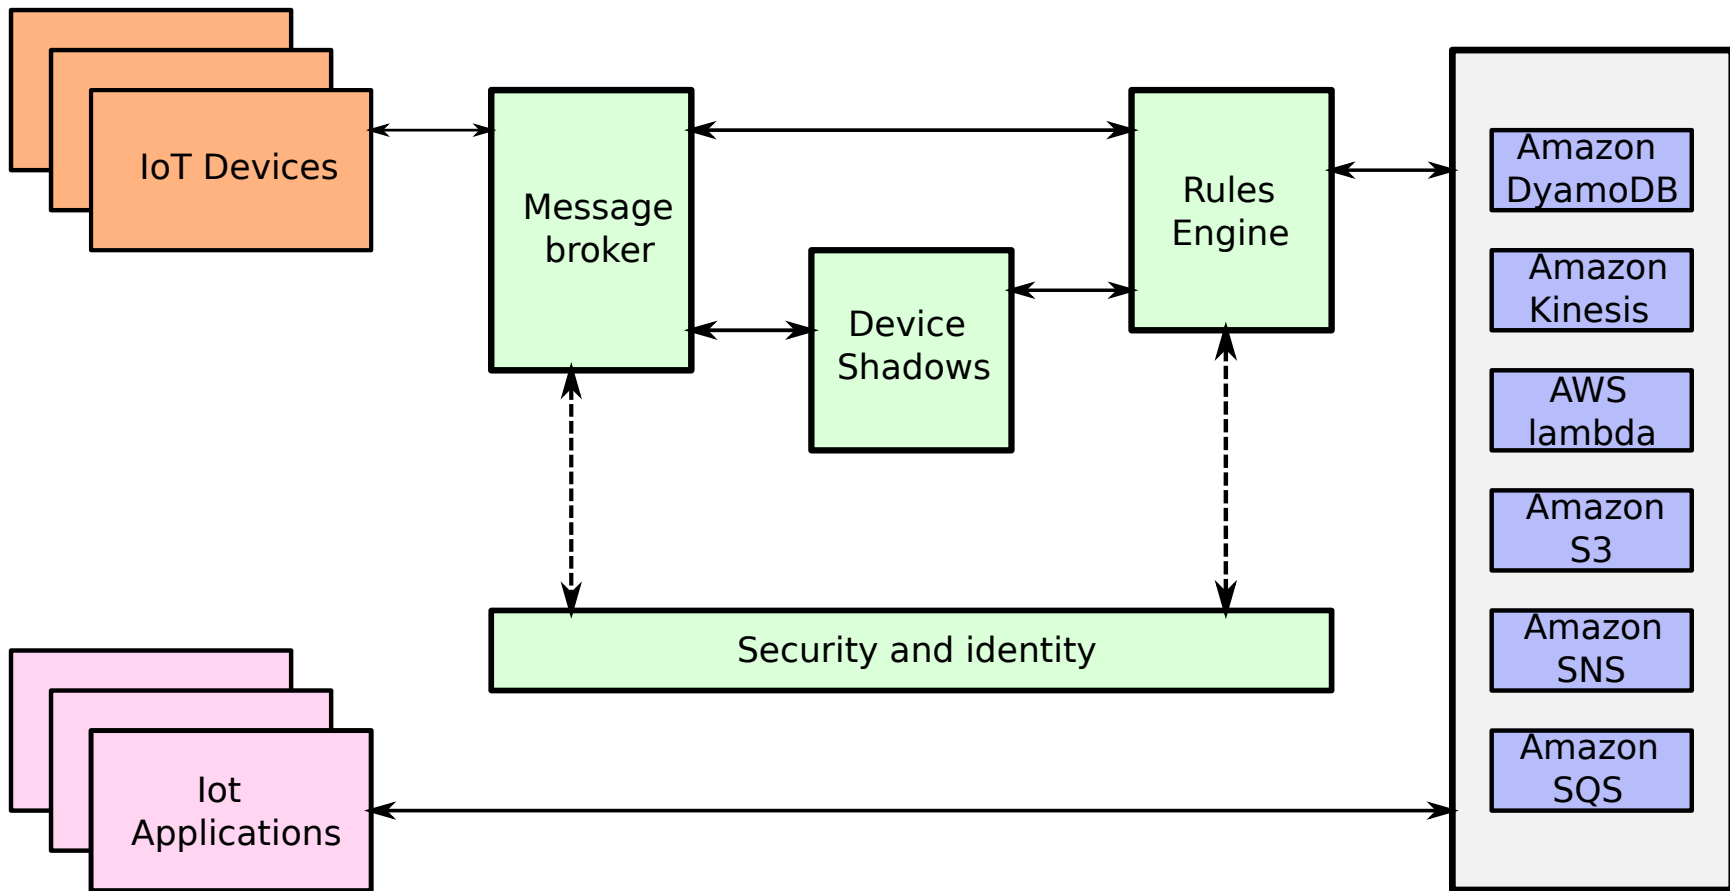 IoT Devices
Message
broker
Device
Shadows
Rules
Engine
Security and identity
Iot
Applications
Amazon
DyamoDB
Amazon
Kinesis
AWS
lambda
Amazon
S3
Amazon
SNS
Amazon
SQS